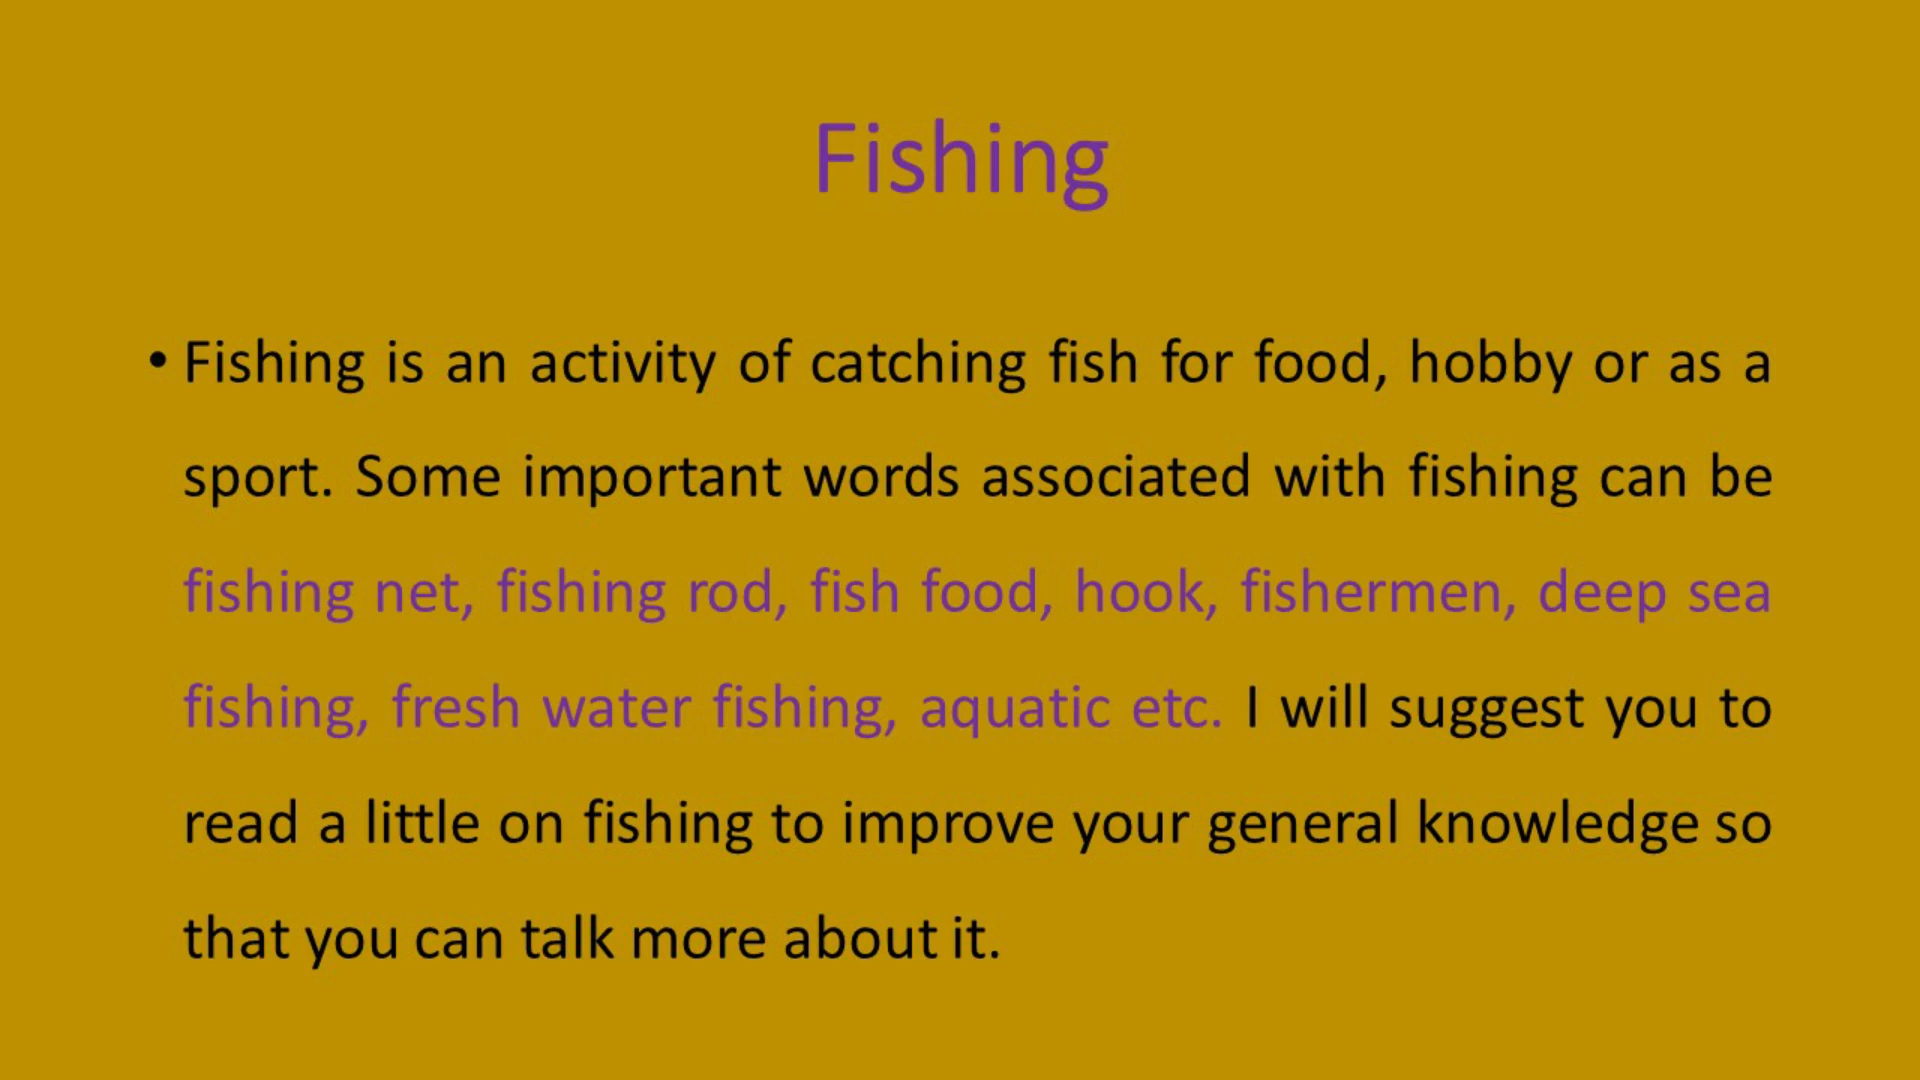 Fishing
• Fishing is an activity of catching fish for food, hobby or as a
sport. Some important words associated with fishing can be
fishing net, fishing rod, fish food, hook, fishermen, deep sea
fishing, fresh water fishing, aquatic etc. I will suggest you to
read a little on fishing to improve your general knowledge so
that you can talk more about it.